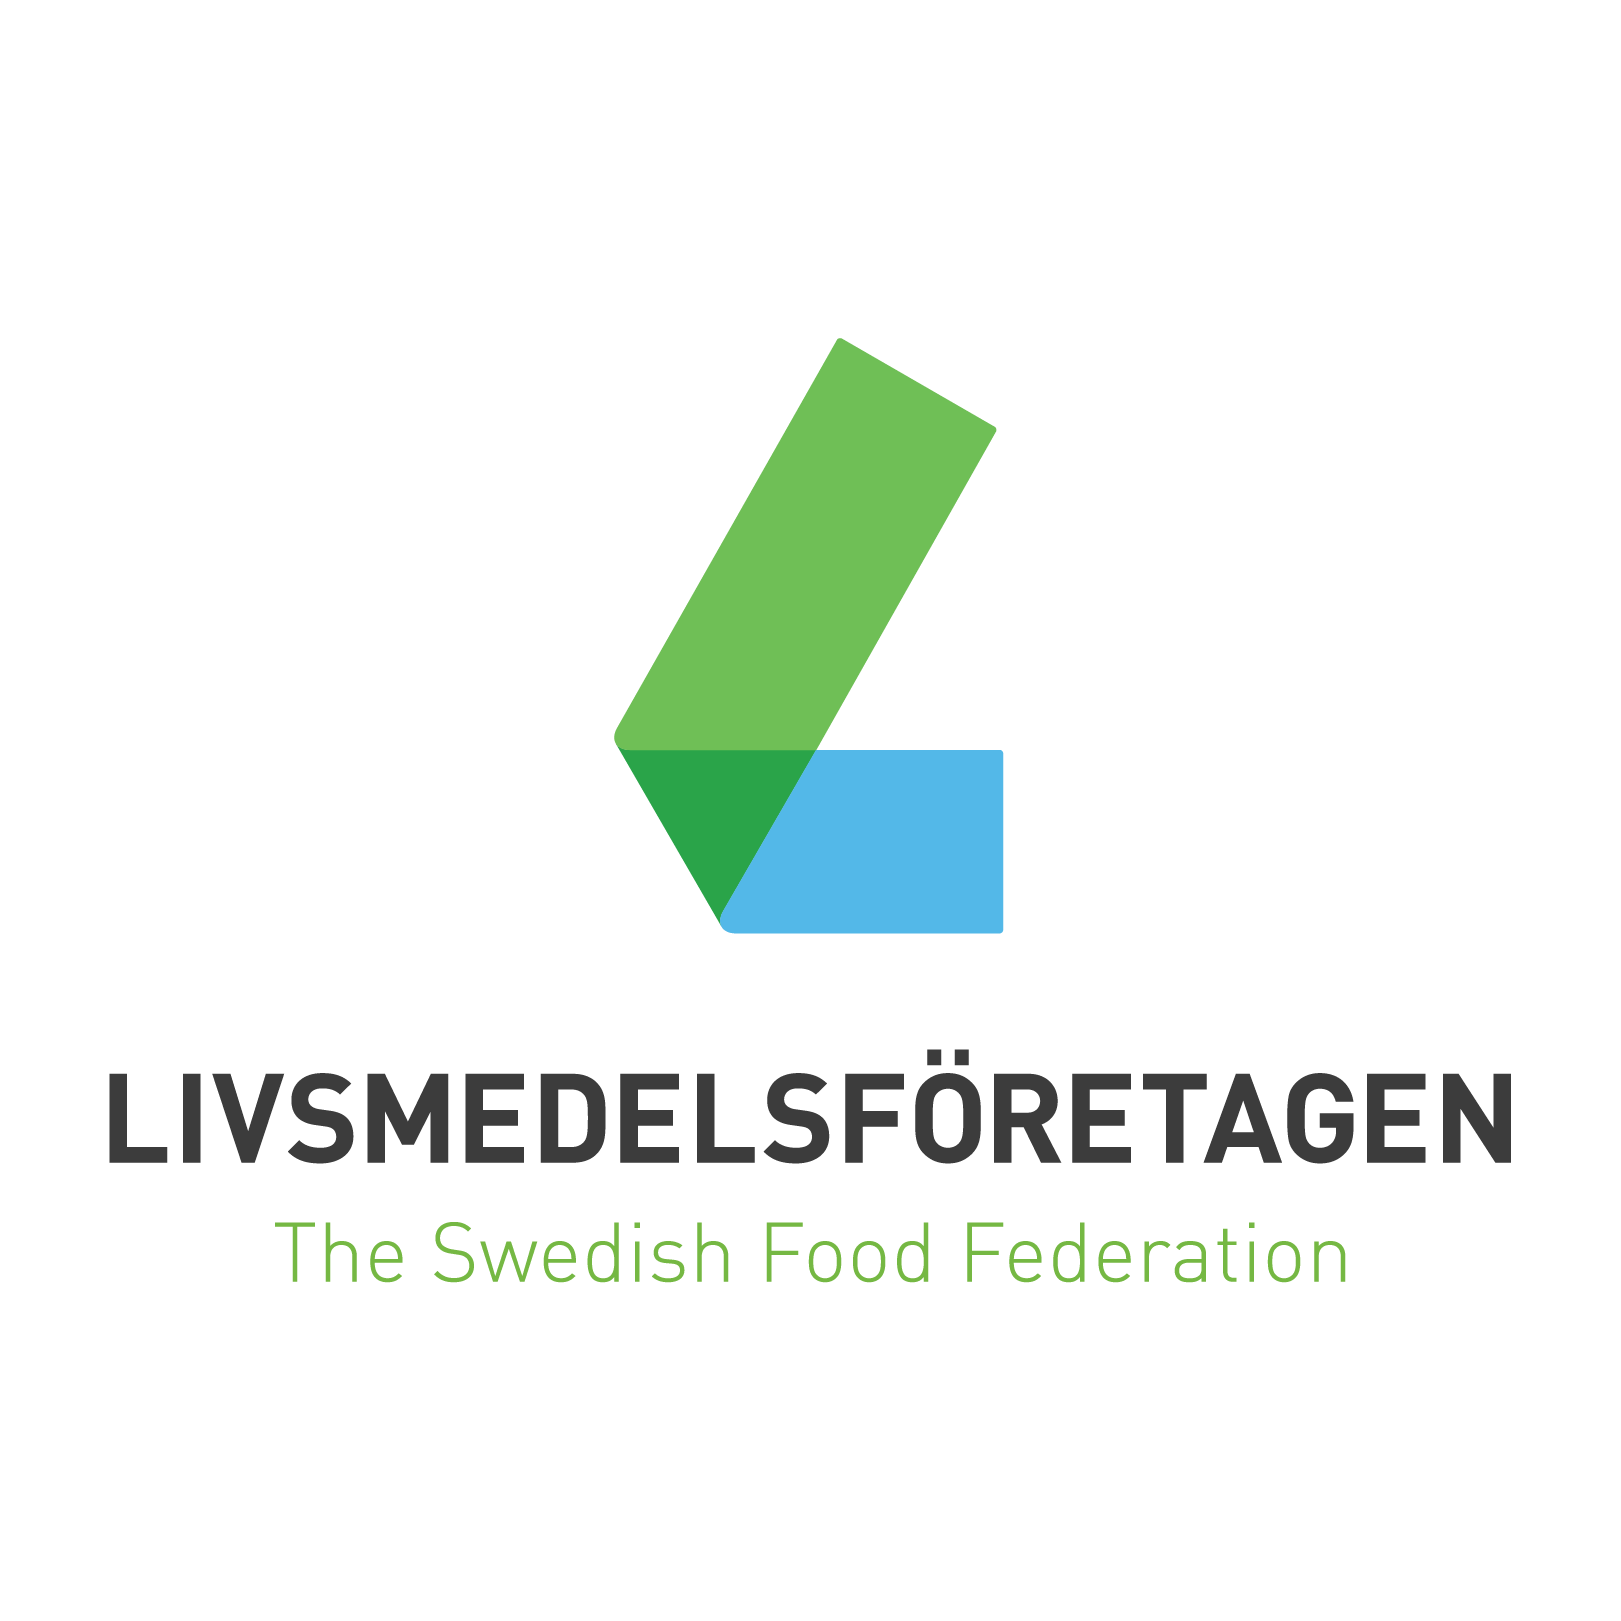 LIVSMEDELSFÖRETAGEN
The Swedish Food Federation